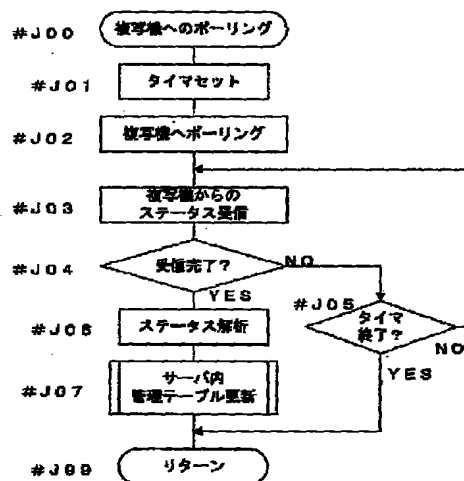 #J00 複写機へのポーリング
#J01 タイマセット
#J02 複写機へポーリング
#J03 複写機からの
ステータス受信
#J04 受信完了?
NO
YES
#J05
タイマ
終了?
NO
YES
#J06 ステータス解析
#J07 サーバ内
管理テーブル更新
#J99 リターン